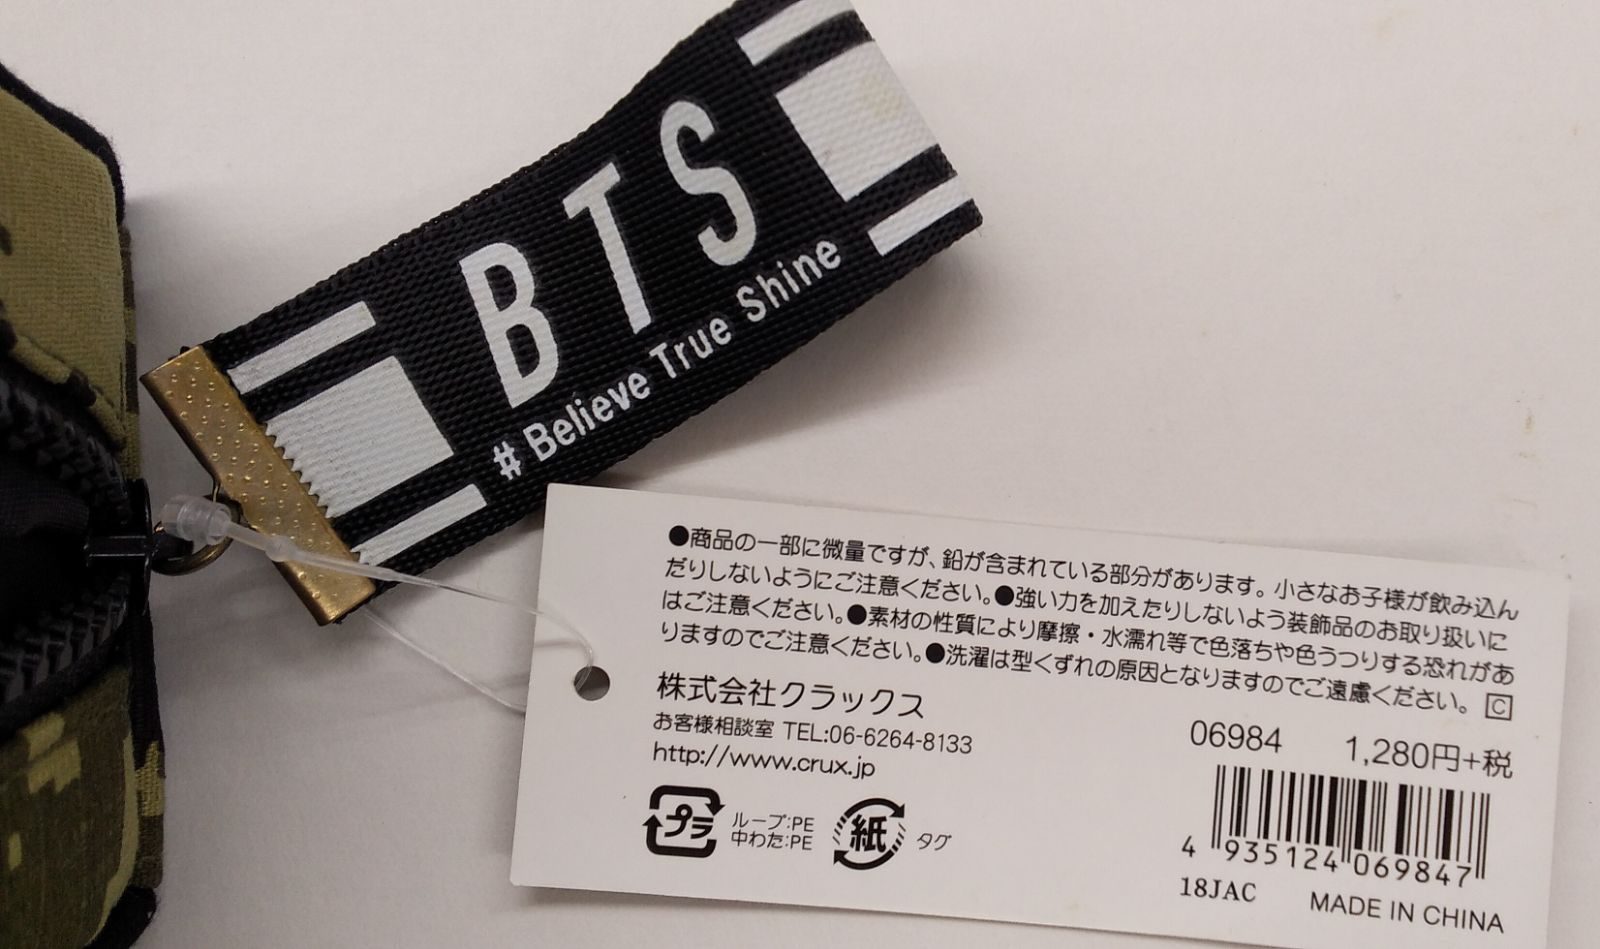 BTS
# Believe True Shine
●商品の一部に微量ですが、鉛が含まれている部分があります。小さなお子様が飲み込ん
だりしないようにご注意ください。●強い力を加えたりしないよう装飾品のお取り扱いに
はご注意ください。●素材の性質により摩擦・水濡れ等で色落ちや色うつりする恐れがあ
りますのでご注意ください。●洗濯は型くずれの原因となりますのでご遠慮ください。 C
株式会社クラックス
お客様相談室 TEL:06-6264-8133
http://www.crux.jp
06984 1,280円+税
プラ
ループ:PE
中わた:PE
紙
タグ
4 935124 069847
18JAC MADE IN CHINA